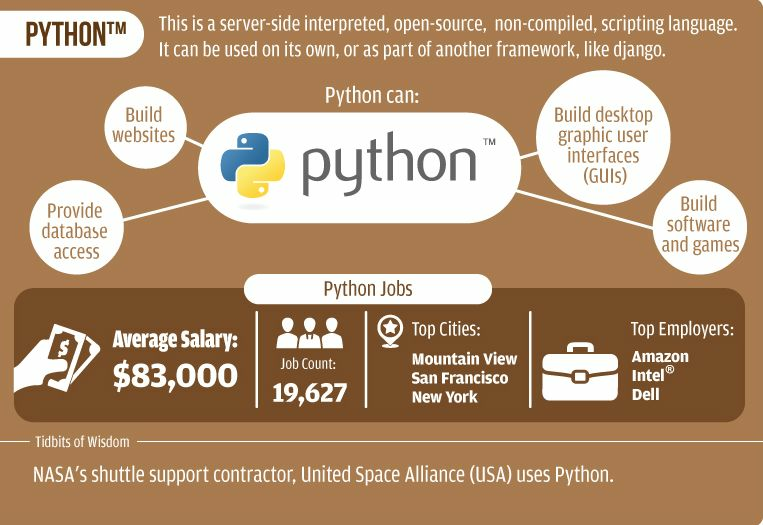 PYTHON™
This is a server-side interpreted, open-source, non-compiled, scripting language.
It can be used on its own, or as part of another framework, like django.
Python can:
Build
websites
Provide
database
access
python™
Build desktop
graphic user
interfaces
(GUIs)
Build
software
and games
Python Jobs
Average Salary:
$83,000
Job Count:
19,627
Top Cities:
Mountain View
San Francisco
New York
Top Employers:
Amazon
Intel®
Dell
Tidbits of Wisdom
NASA's shuttle support contractor, United Space Alliance (USA) uses Python.